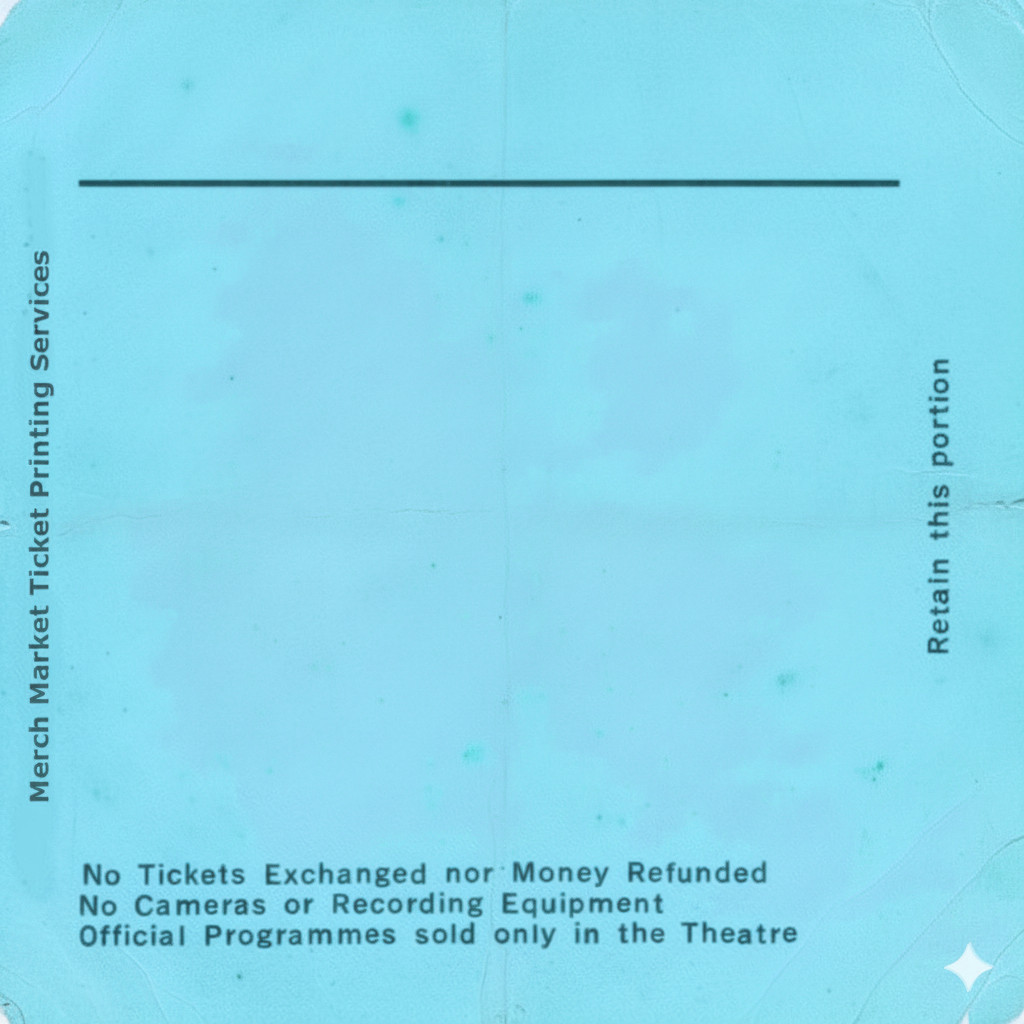 Merch Market Ticket Printing Services
Retain this portion
No Tickets Exchanged nor Money Refunded
No Cameras or Recording Equipment
Official Programmes sold only in the Theatre